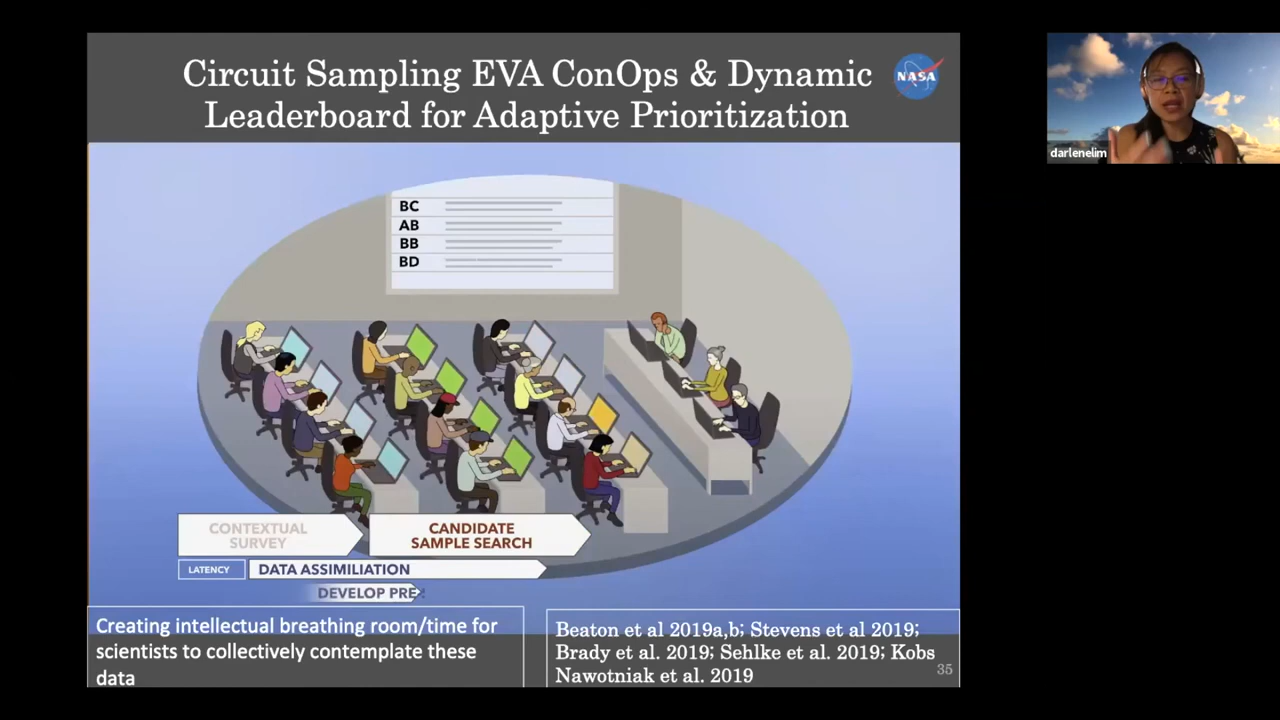 Circuit Sampling EVA ConOps & Dynamic
Leaderboard for Adaptive Prioritization
NASA
darlenelim
BC
AB
BB
BD
CONTEXTUAL
SURVEY
CANDIDATE
SAMPLE SEARCH
LATENCY
DATA ASSIMILIATION
DEVELOP PRE
Creating intellectual breathing room/time for
scientists to collectively contemplate these
data
Beaton et al 2019a,b; Stevens et al 2019;
Brady et al. 2019; Sehlke et al. 2019; Kobs
Nawotniak et al. 2019
35